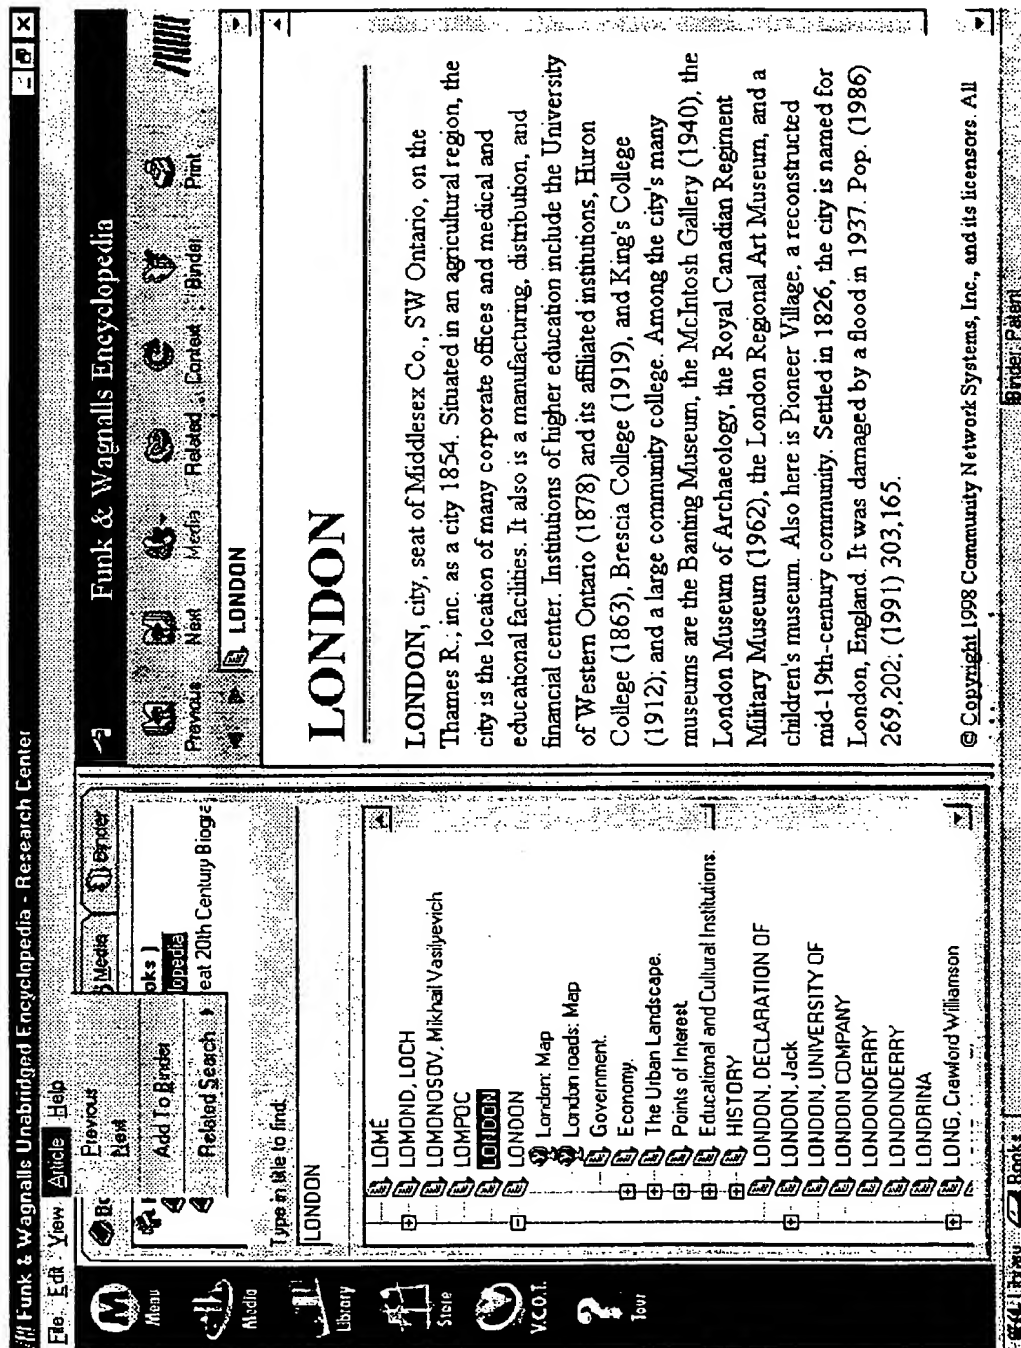 Funk & Wagnalls Unabridged Encyclopedia - Research Center
File Edit View Article Help
Previous
Next
Add To Binder
Related Search
Media
Binder
oks )
lopedia
eat 20th Century Biogra
Type in title to find:
LONDON
LOMÉ
LOMOND, LOCH
LOMONOSOV, Mikhail Vasilyevich
LOMPOC
LONDON
LONDON
London: Map
London roads: Map
Government.
Economy.
The Urban Landscape.
Points of Interest.
Educational and Cultural Institutions.
HISTORY
LONDON, DECLARATION OF
LONDON, Jack
LONDON, UNIVERSITY OF
LONDON COMPANY
LONDONDERRY
LONDONDERRY
LONDRINA
LONG, Crawford Williamson
Menu
Media
Library
Store
V.C.O.T.
Tour
Funk & Wagnalls Encyclopedia
Previous Next Media Related Context Binder Print
LONDON
LONDON
LONDON, city, seat of Middlesex Co., SW Ontario, on the
Thames R.; inc. as a city 1854. Situated in an agricultural region, the
city is the location of many corporate offices and medical and
educational facilities. It also is a manufacturing, distribution, and
financial center. Institutions of higher education include the University
of Western Ontario (1878) and its affiliated institutions, Huron
College (1863), Brescia College (1919), and King's College
(1912); and a large community college. Among the city's many
museums are the Banting Museum, the McIntosh Gallery (1940), the
London Museum of Archaeology, the Royal Canadian Regiment
Military Museum (1962), the London Regional Art Museum, and a
children's museum. Also here is Pioneer Village, a reconstructed
mid-19th-century community. Settled in 1826, the city is named for
London, England. It was damaged by a flood in 1937. Pop. (1986)
269,202; (1991) 303,165.
© Copyright 1998 Community Network Systems, Inc., and its licensors. All
Books
Binder: Patent